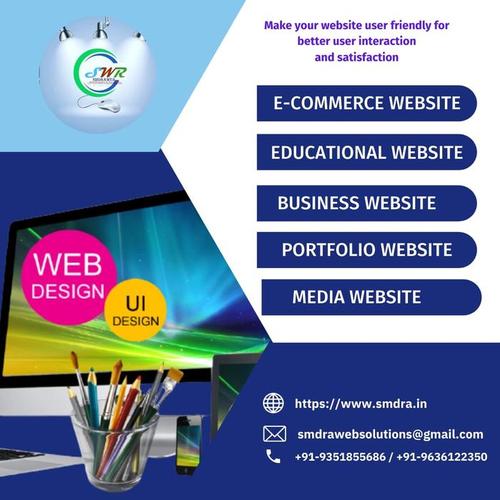 SWR
Make your website user friendly for
better user interaction
and satisfaction
E-COMMERCE WEBSITE
EDUCATIONAL WEBSITE
BUSINESS WEBSITE
PORTFOLIO WEBSITE
MEDIA WEBSITE
WEB
DESIGN
UI
DESIGN
https://www.smdra.in
smdrawebsolutions@gmail.com
+91-9351855686 / +91-9636122350